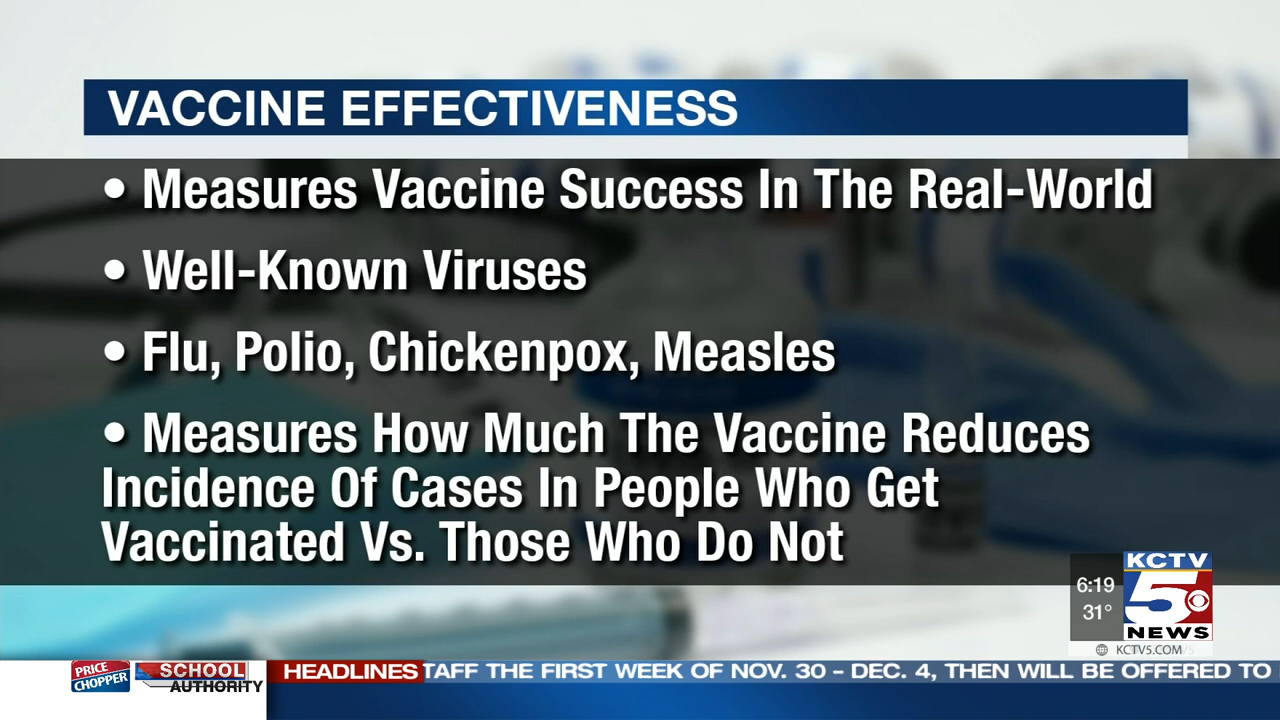 VACCINE EFFECTIVENESS
• Measures Vaccine Success In The Real-World
• Well-Known Viruses
• Flu, Polio, Chickenpox, Measles
• Measures How Much The Vaccine Reduces
Incidence Of Cases In People Who Get
Vaccinated Vs. Those Who Do Not
6:19
31°
KCTV
5
NEWS
KCTV5.COM
PRICE
CHOPPER
SCHOOL
AUTHORITY
HEADLINES TAFF THE FIRST WEEK OF NOV. 30 – DEC. 4, THEN WILL BE OFFERED TO